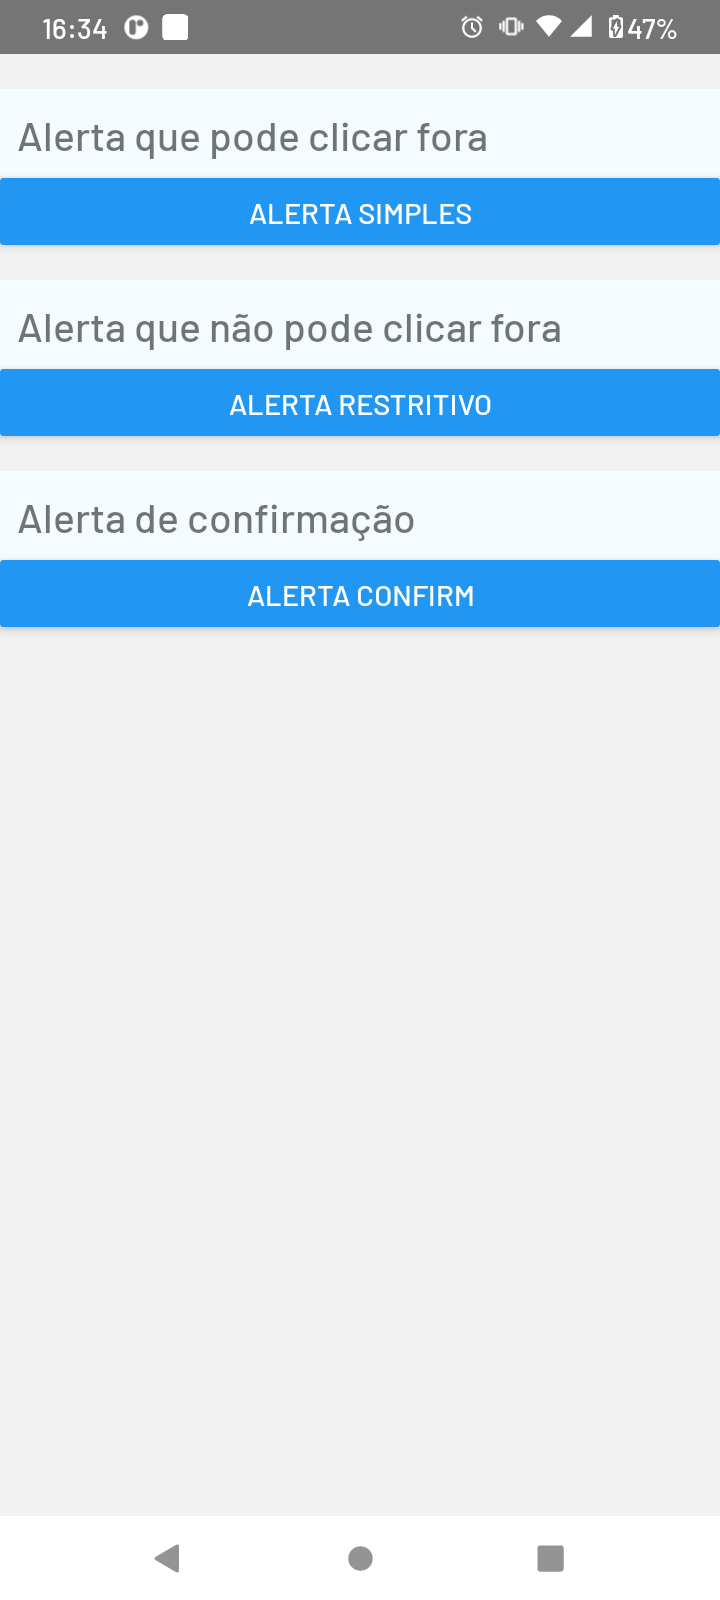 16:34 47%
Alerta que pode clicar fora
ALERTA SIMPLES
Alerta que não pode clicar fora
ALERTA RESTRITIVO
Alerta de confirmação
ALERTA CONFIRM